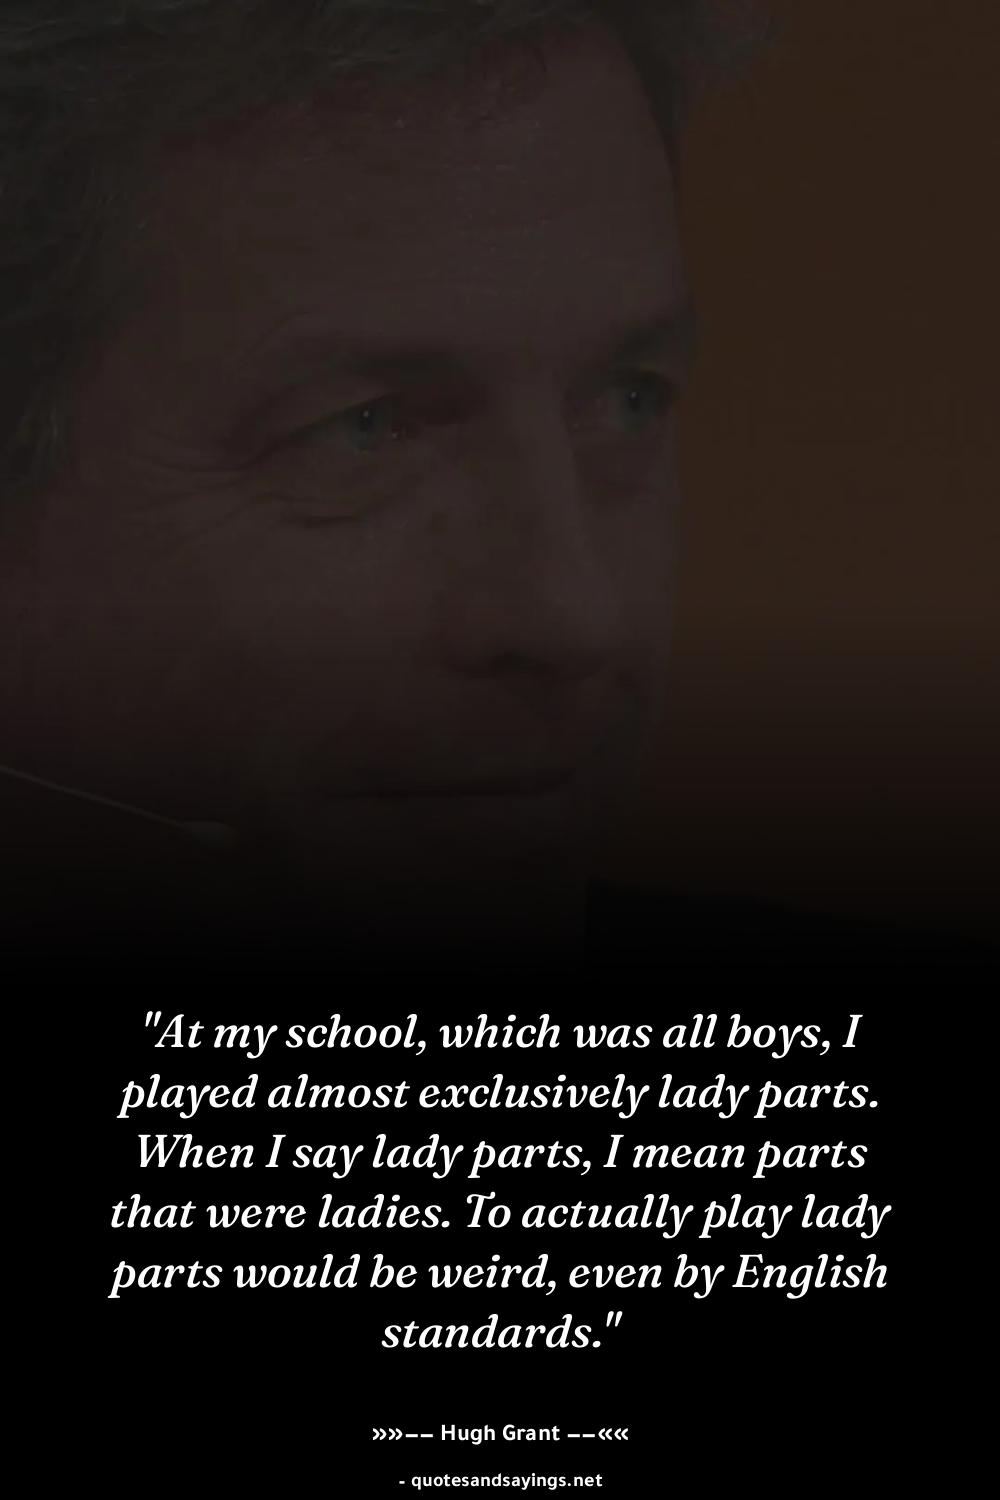 "At my school, which was all boys, I
played almost exclusively lady parts.
When I say lady parts, I mean parts
that were ladies. To actually play lady
parts would be weird, even by English
standards."
»»–– Hugh Grant ––««
- quotesandsayings.net